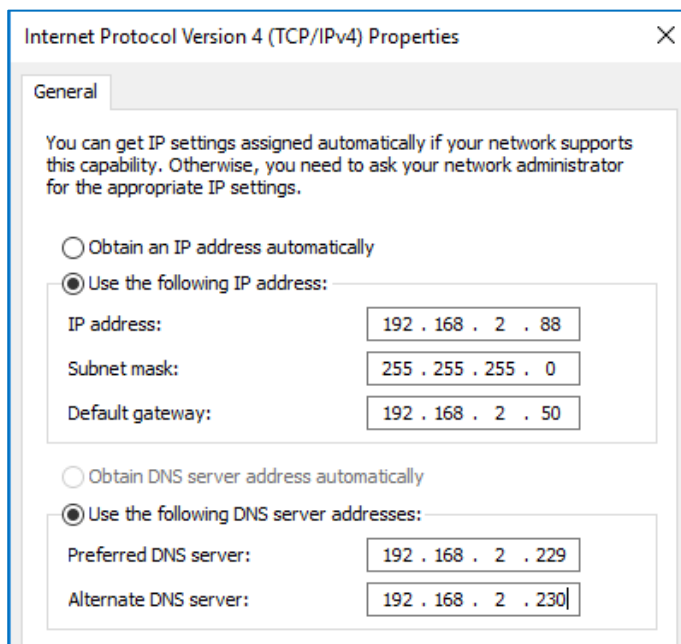 Internet Protocol Version 4 (TCP/IPv4) Properties
General
You can get IP settings assigned automatically if your network supports
this capability. Otherwise, you need to ask your network administrator
for the appropriate IP settings.
Obtain an IP address automatically
Use the following IP address:
IP address: 192 . 168 . 2 . 88
Subnet mask: 255 . 255 . 255 . 0
Default gateway: 192 . 168 . 2 . 50
Obtain DNS server address automatically
Use the following DNS server addresses:
Preferred DNS server: 192 . 168 . 2 . 229
Alternate DNS server: 192 . 168 . 2 . 230